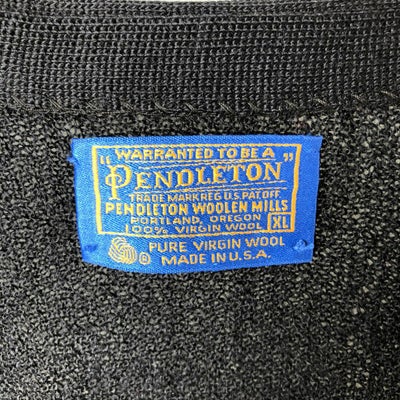 WARRANTED TO BE A
"PENDLETON"
TRADE MARK REG U.S. PAT OFF
PENDLETON WOOLEN MILLS
PORTLAND, OREGON
100% VIRGIN WOOL XL
® PURE VIRGIN WOOL
MADE IN U.S.A.